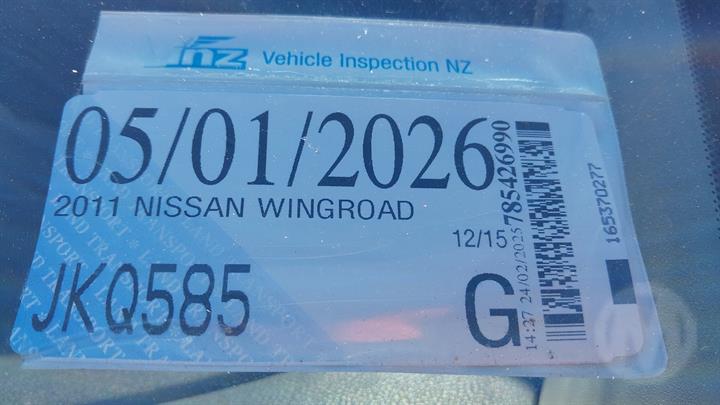 nz Vehicle Inspection NZ
05/01/2026
2011 NISSAN WINGROAD
12/15
JKQ585
G
14:27 24/02/2025
785426990
165370277